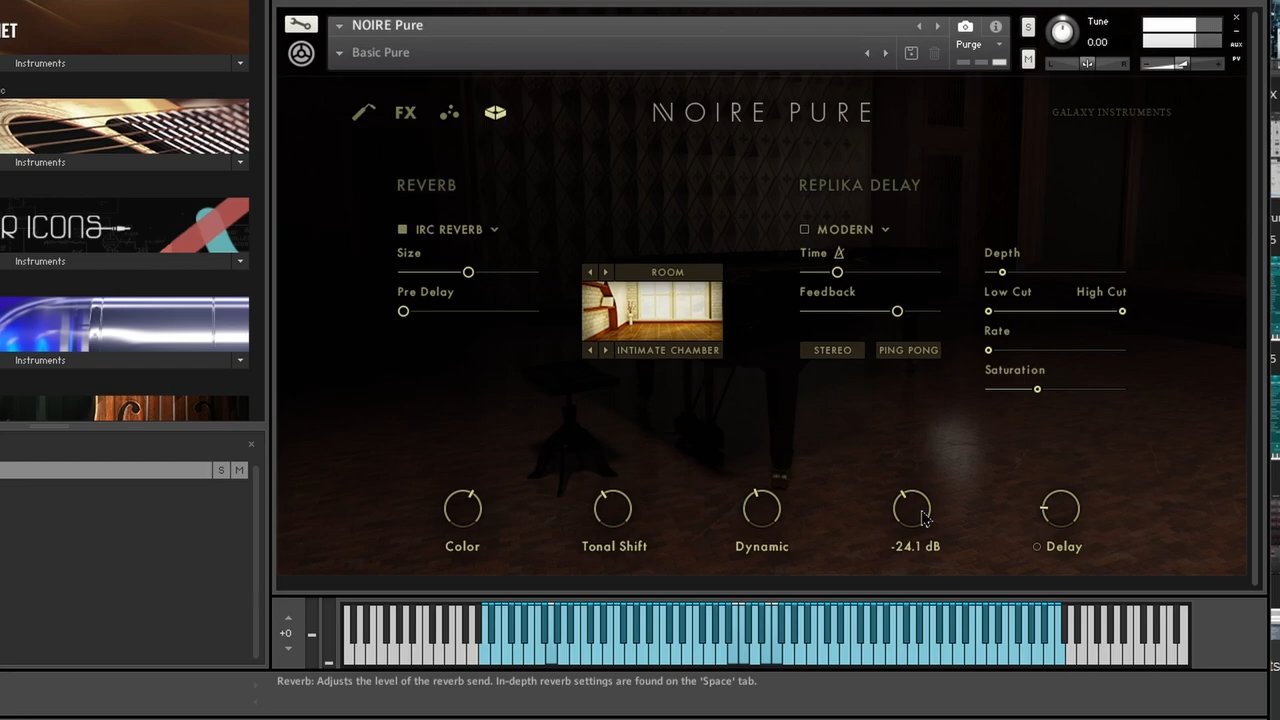 NET
Instruments
Instruments
R ICONS
Instruments
Instruments
S M
NOIRE Pure
Basic Pure
Purge
S
M
Tune
0.00
L R
AUX
PV
FX
NOIRE PURE
GALAXY INSTRUMENTS
REVERB
IRC REVERB
Size
Pre Delay
ROOM
INTIMATE CHAMBER
REPLIKA DELAY
MODERN
Time
Feedback
STEREO PING PONG
Depth
Low Cut High Cut
Rate
Saturation
Color Tonal Shift Dynamic -24.1 dB Delay
+0
Reverb: Adjusts the level of the reverb send. In-depth reverb settings are found on the 'Space' tab.